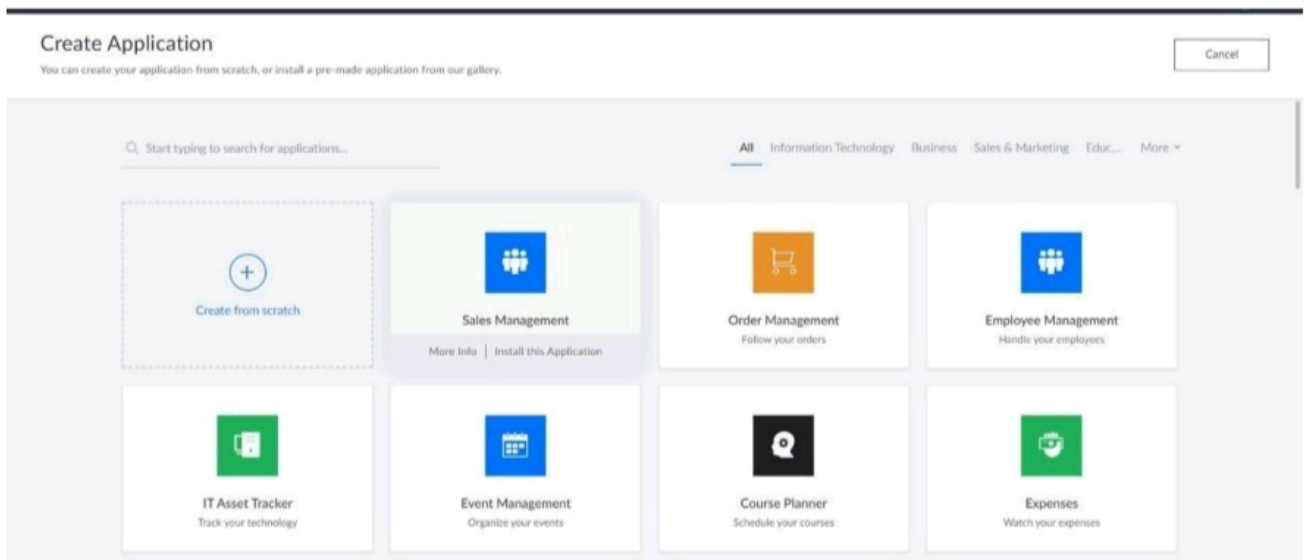 Create Application
Cancel
You can create your application from scratch, or install a pre-made application from our gallery.
Start typing to search for applications...
All Information Technology Business Sales & Marketing Educ... More
Create from scratch
Sales Management
More Info | Install this Application
Order Management
Follow your orders
Employee Management
Handle your employees
IT Asset Tracker
Track your technology
Event Management
Organize your events
Course Planner
Schedule your courses
Expenses
Watch your expenses